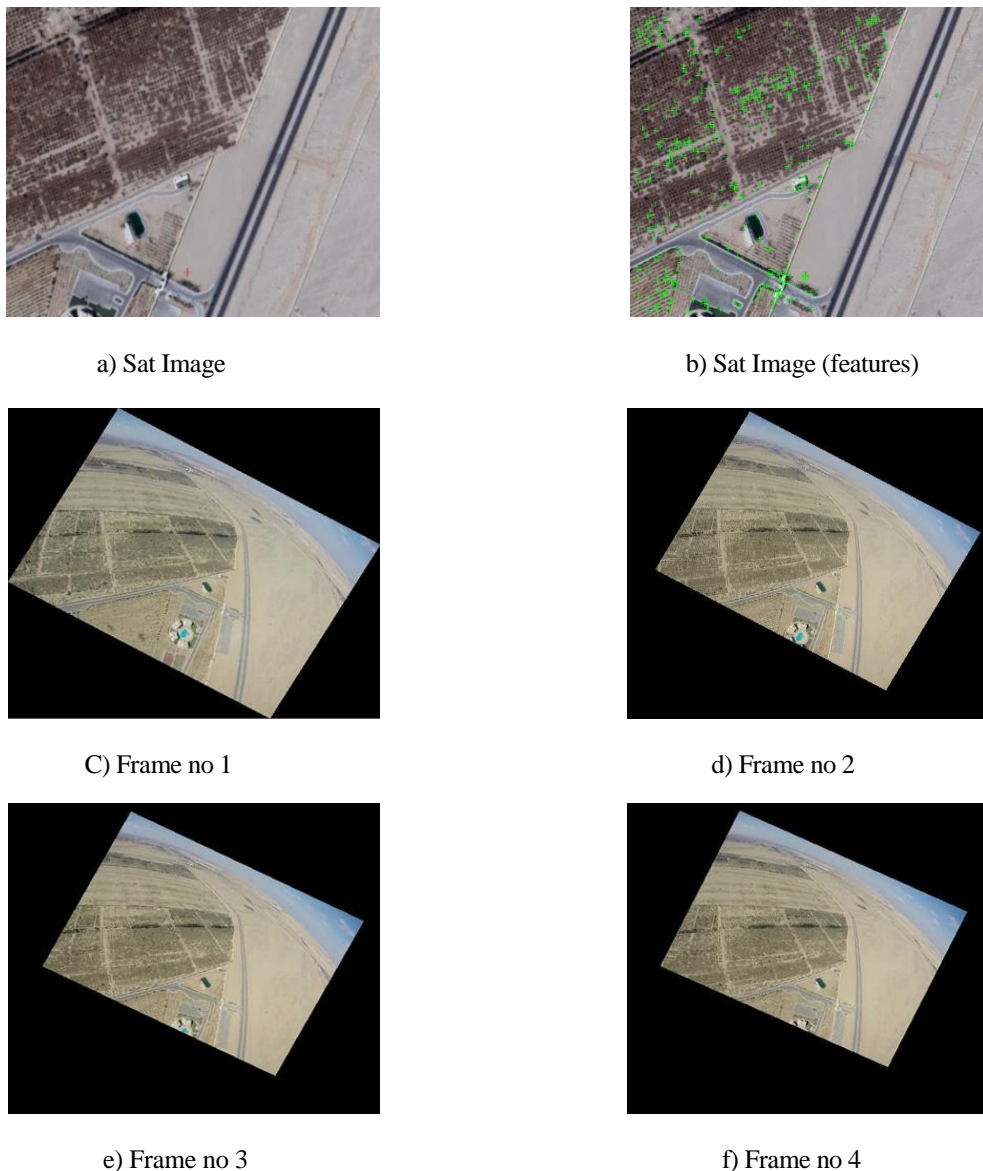 a) Sat Image
b) Sat Image (features)
C) Frame no 1
d) Frame no 2
e) Frame no 3
f) Frame no 4